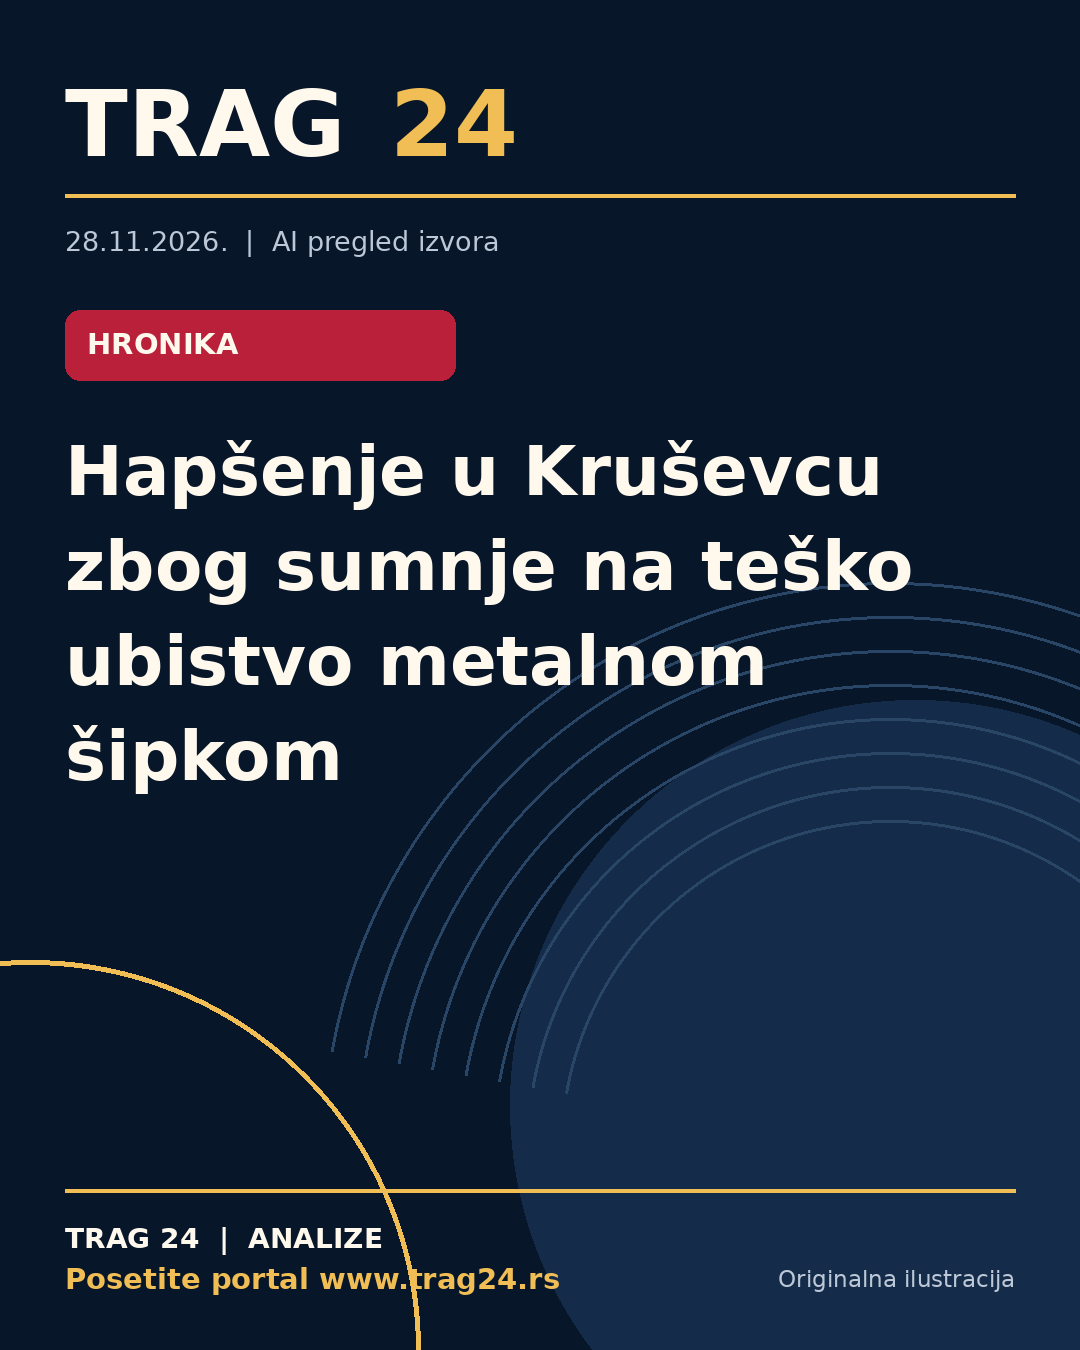 TRAG 24
28.11.2026. | AI pregled izvora
HRONIKA
Hapšenje u Kruševcu
zbog sumnje na teško
ubistvo metalnom
šipkom
TRAG 24 | ANALIZE
Posetite portal www.trag24.rs
Originalna ilustracija